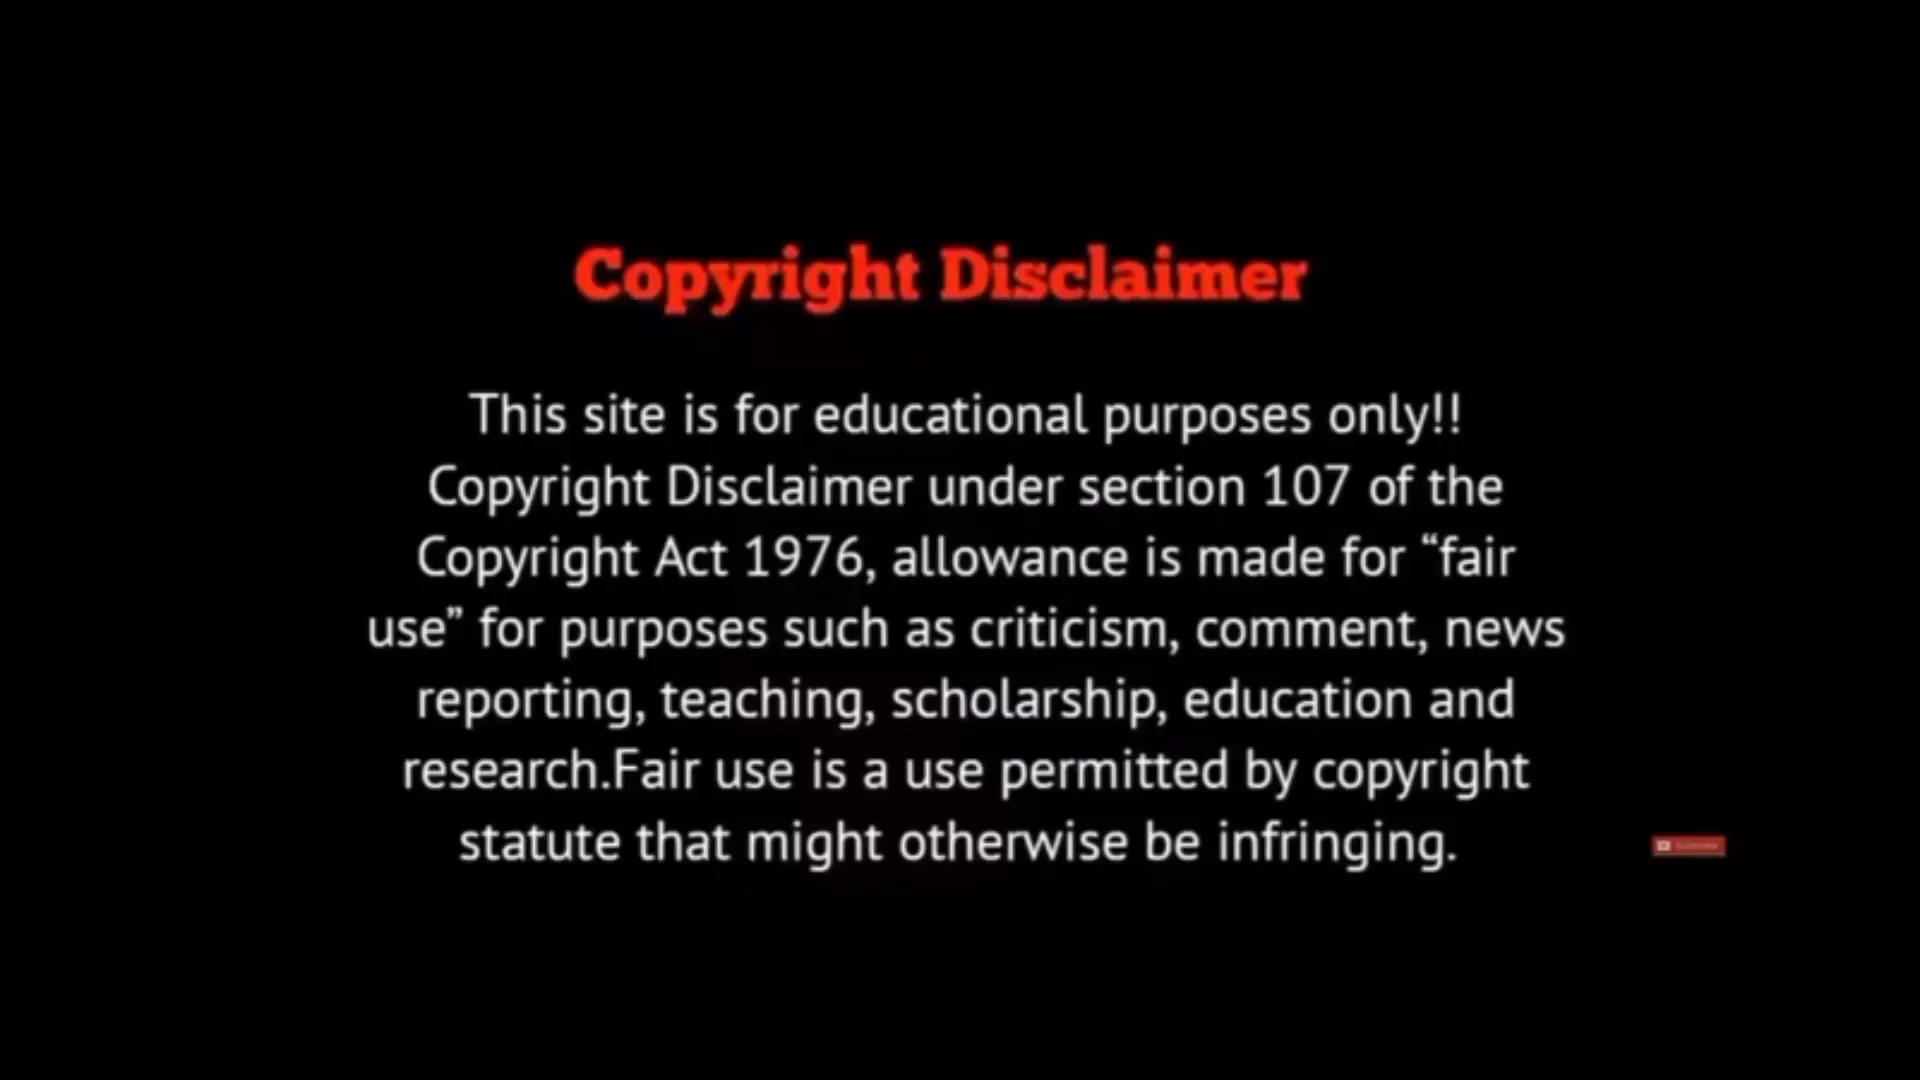 Copyright Disclaimer
This site is for educational purposes only!!
Copyright Disclaimer under section 107 of the
Copyright Act 1976, allowance is made for “fair
use” for purposes such as criticism, comment, news
reporting, teaching, scholarship, education and
research.Fair use is a use permitted by copyright
statute that might otherwise be infringing.